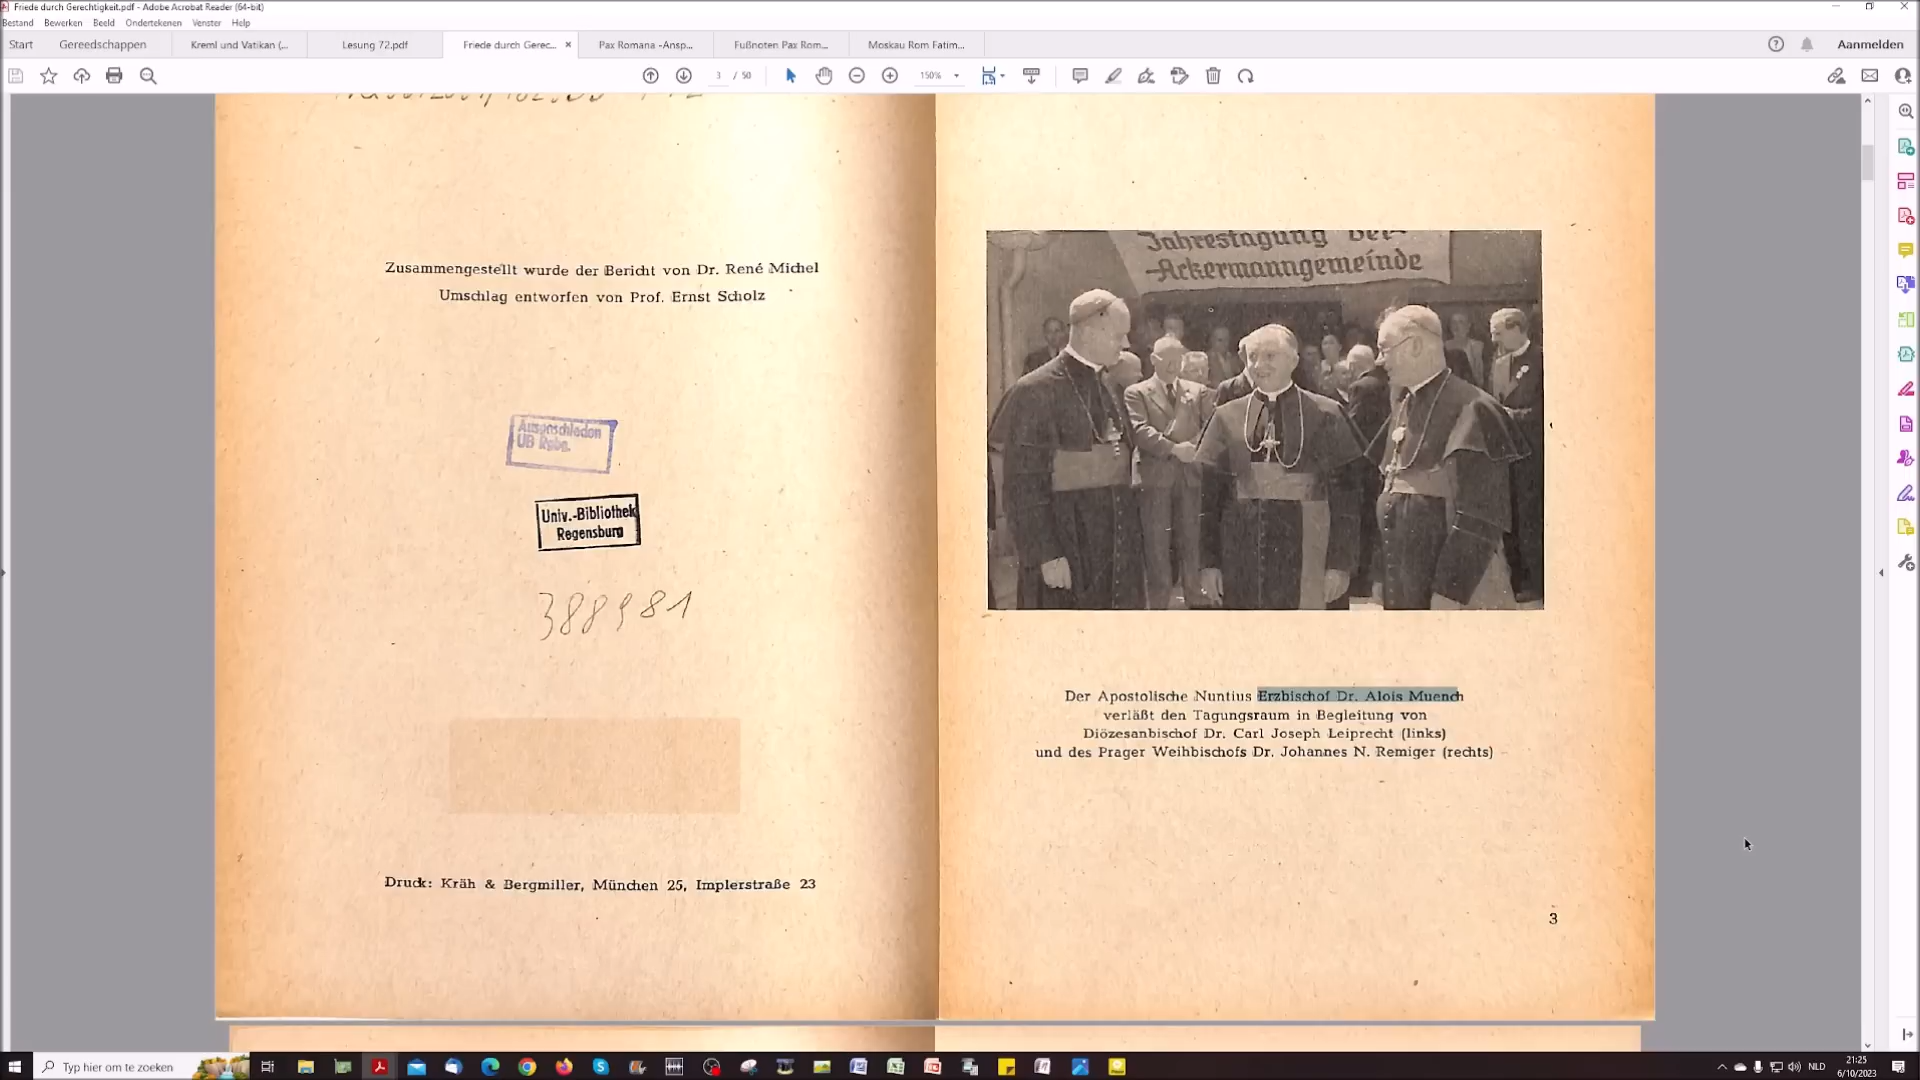 Friede durch Gerechtigkeit.pdf - Adobe Acrobat Reader (64-bit)
Bestand Bewerken Beeld Ondertekenen Venster Help
Start Gereedschappen Kreml und Vatikan (... Lesung 72.pdf Friede durch Gerec... × Pax Romana -Ansp... Fußnoten Pax Rom... Moskau Rom Fatim... Aanmelden
3 / 50 150%
Zusammengestellt wurde der Bericht von Dr. René Michel
Umschlag entworfen von Prof. Ernst Scholz
Ausgeschieden
UB Rgbg.
Univ.-Bibliothek
Regensburg
388981
Druck: Kräh & Bergmiller, München 25, Implerstraße 23
Jahrestagung der
Ackermanngemeinde
Der Apostolische Nuntius Erzbischof Dr. Alois Muench
verläßt den Tagungsraum in Begleitung von
Diözesanbischof Dr. Carl Joseph Leiprecht (links)
und des Prager Weihbischofs Dr. Johannes N. Remiger (rechts)
3
Typ hier om te zoeken
NLD
21:25
6/10/2023